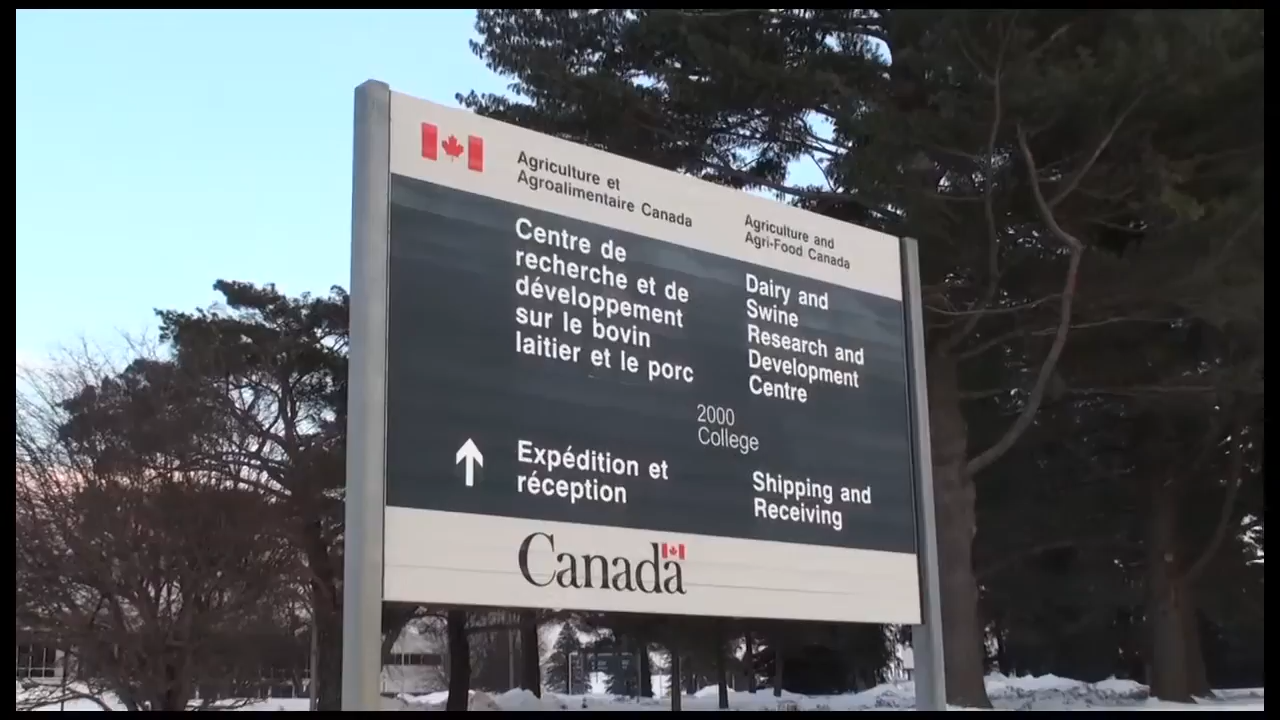 Agriculture et
Agroalimentaire Canada
Agriculture and
Agri-Food Canada
Centre de
recherche et de
développement
sur le bovin
laitier et le porc
Dairy and
Swine
Research and
Development
Centre
2000
College
Expédition et
réception
Shipping and
Receiving
Canada